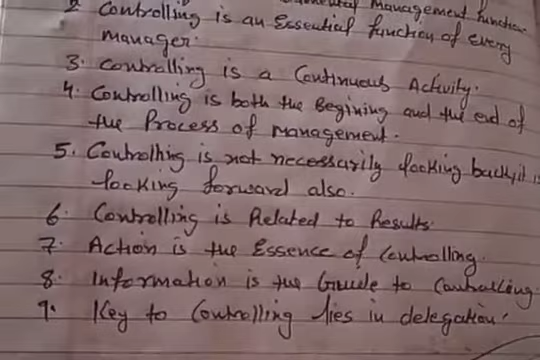 Management function
2 Controlling is an Essential function of every
manager.
3. Controlling is a Continuous Activity.
4. Controlling is both the Begining and the end of
the Process of management.
5. Controlling is not necessarily looking back, it is
looking forward also.
6. Controlling is Related to Results.
7. Action is the Essence of Controlling.
8. Information is the Guide to Controlling.
9. Key to Controlling lies in delegation.